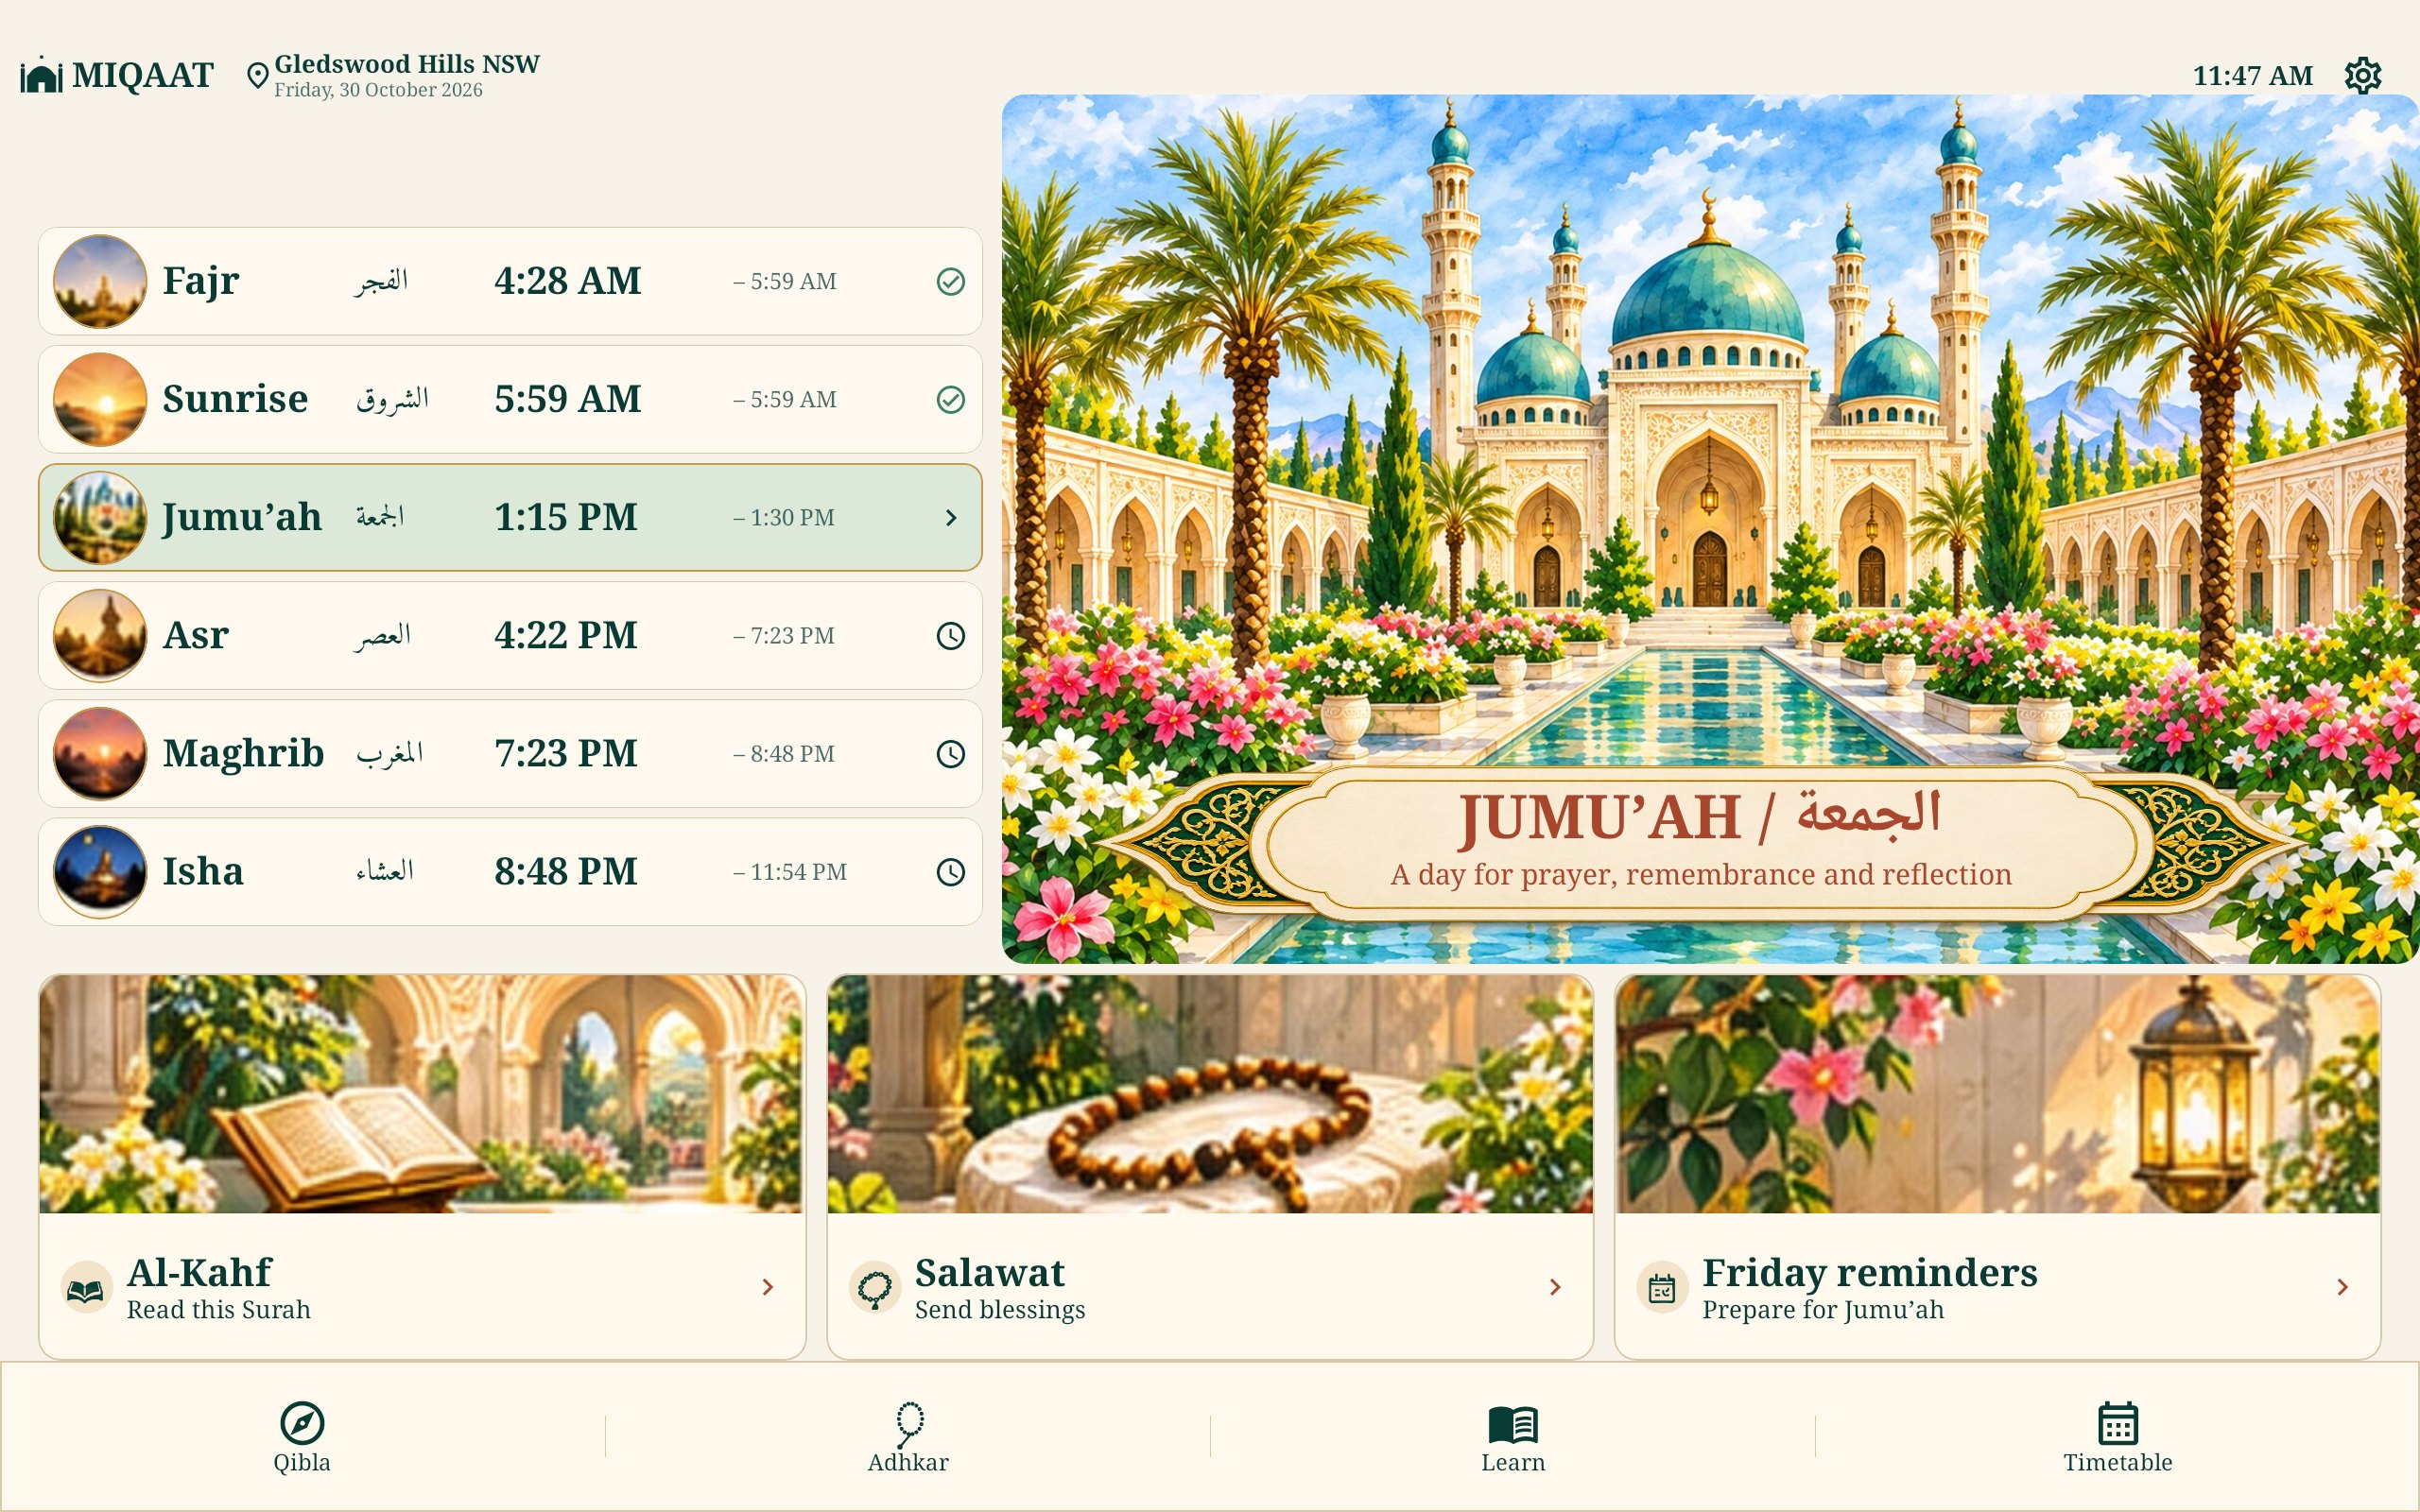 MIQAAT
Gledswood Hills NSW
Friday, 30 October 2026
11:47 AM
Fajr الفجر 4:28 AM – 5:59 AM
Sunrise الشروق 5:59 AM – 5:59 AM
Jumu’ah الجمعة 1:15 PM – 1:30 PM
Asr العصر 4:22 PM – 7:23 PM
Maghrib المغرب 7:23 PM – 8:48 PM
Isha العشاء 8:48 PM – 11:54 PM
JUMU’AH / الجمعة
A day for prayer, remembrance and reflection
Al-Kahf
Read this Surah
Salawat
Send blessings
Friday reminders
Prepare for Jumu’ah
Qibla
Adhkar
Learn
Timetable